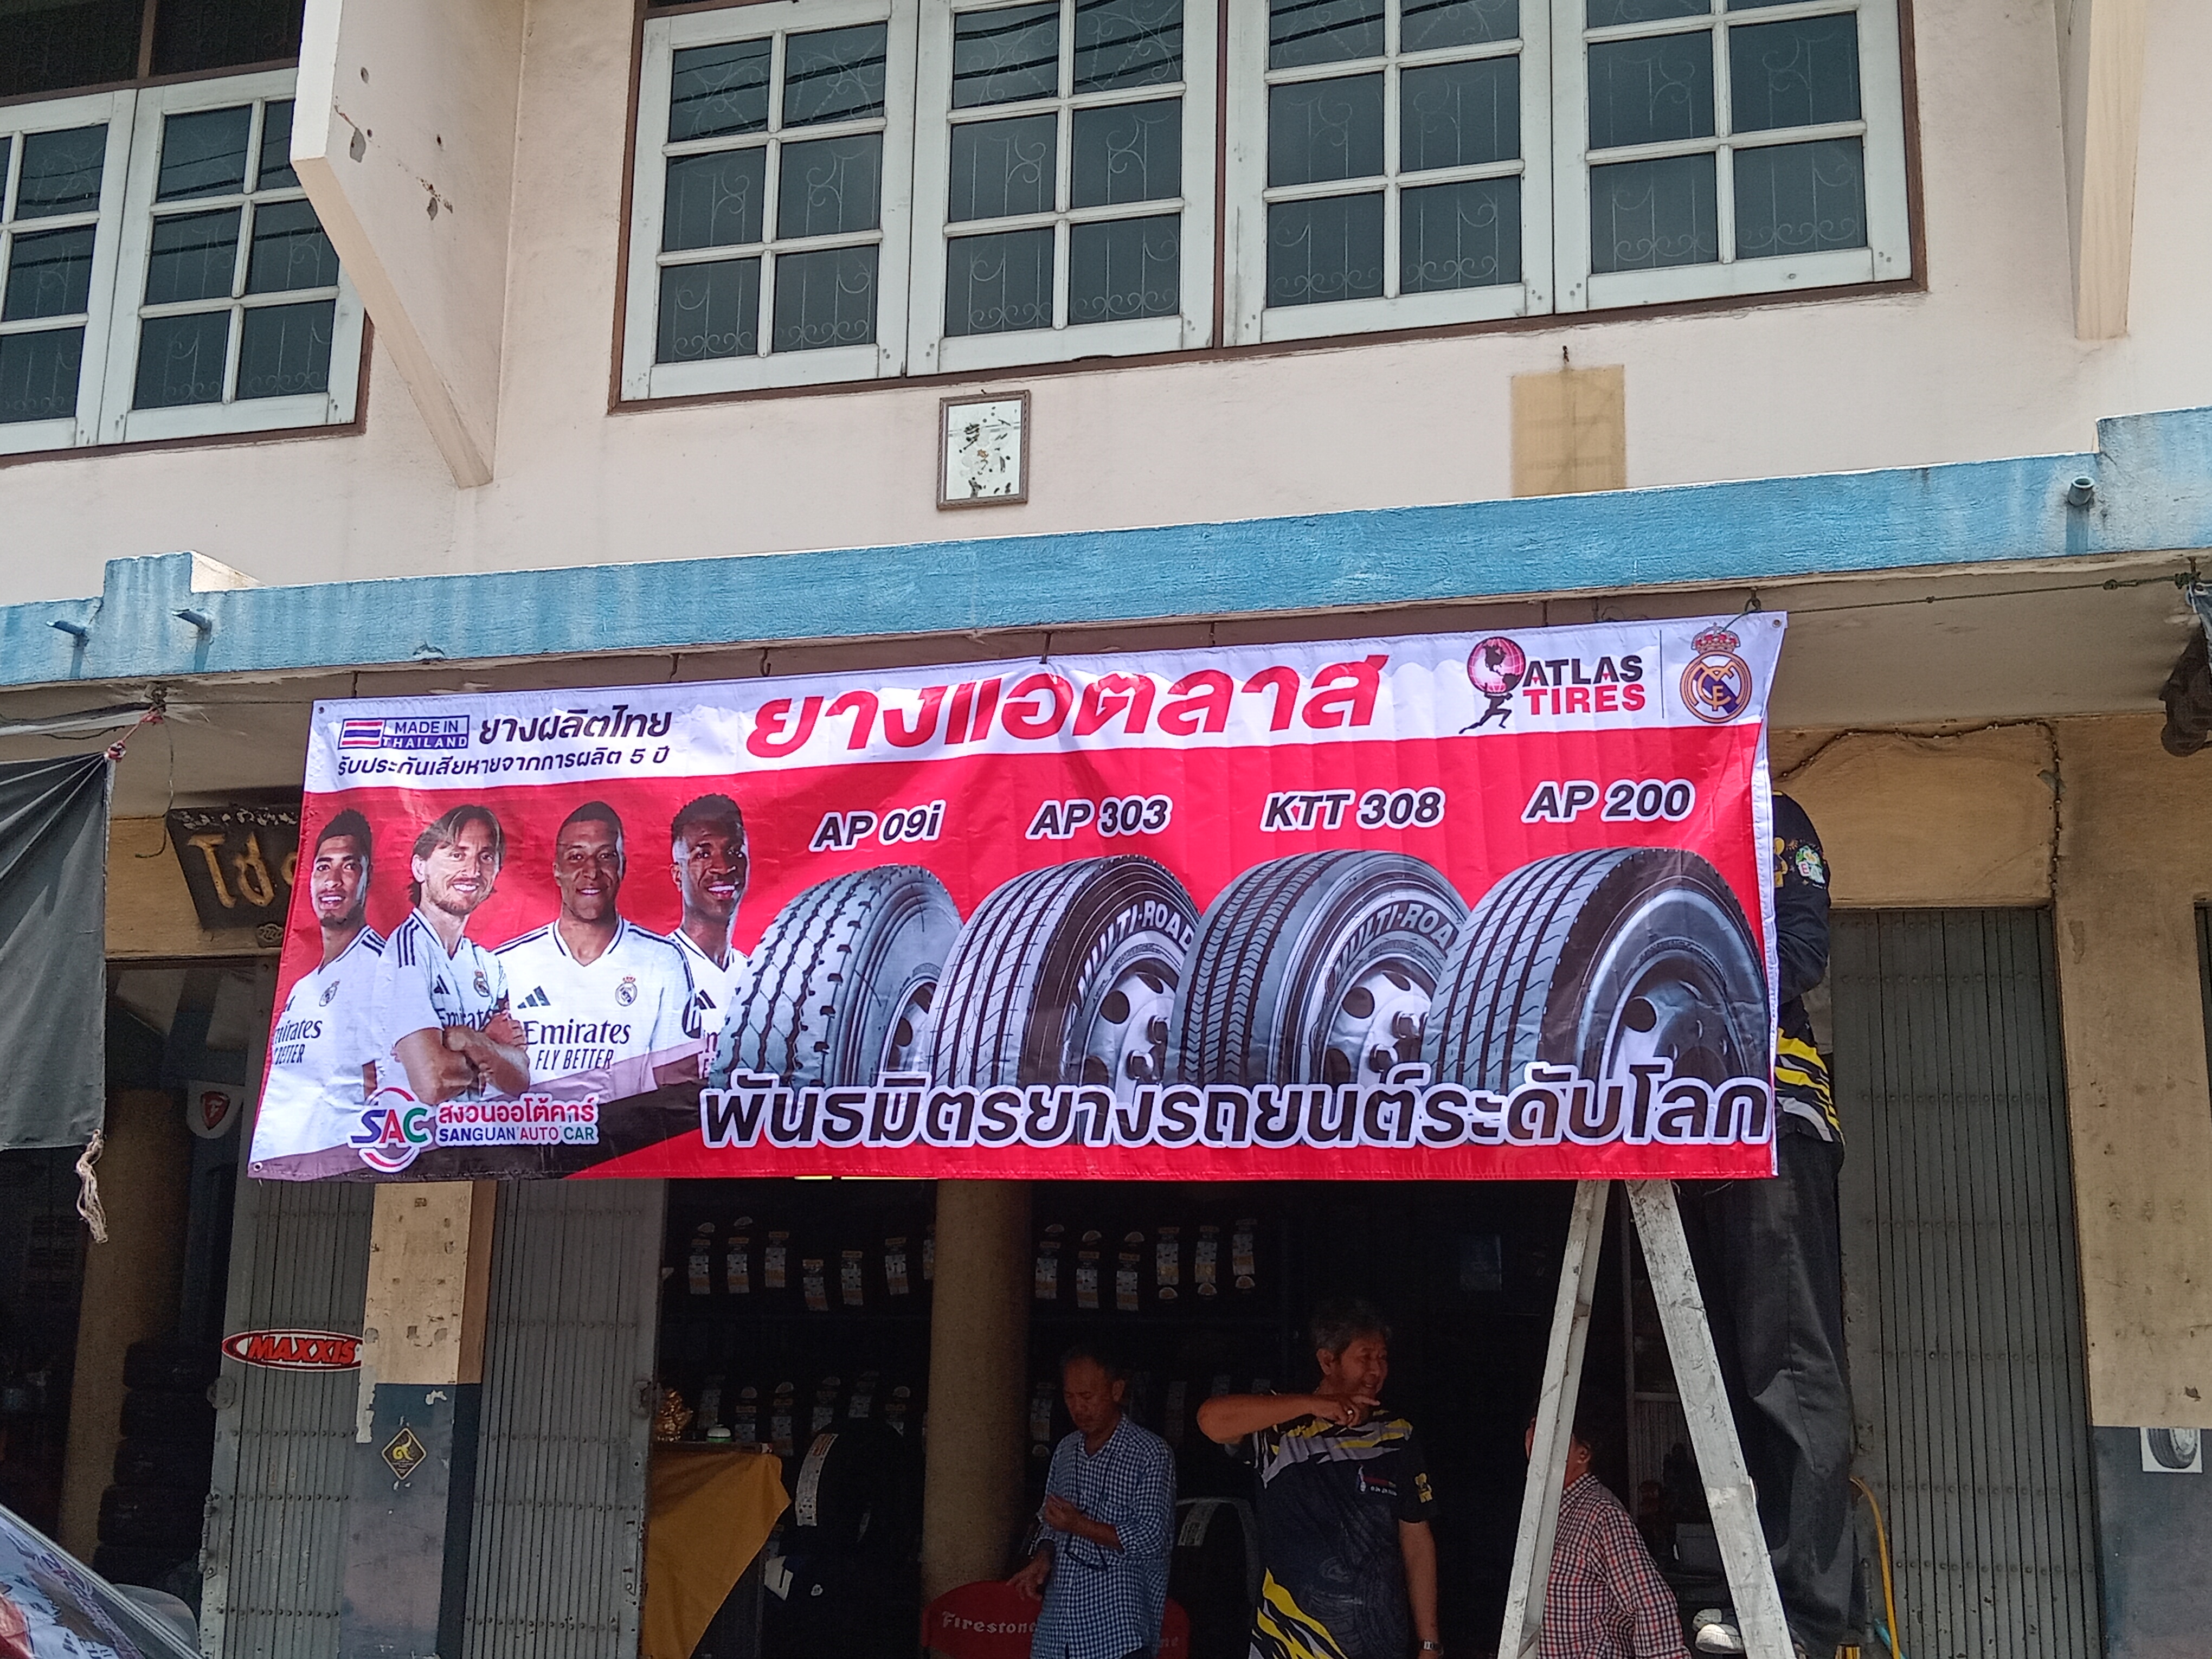 MADE IN
THAILAND
ยางผลิตไทย
รับประกันเสียหายจากการผลิต 5 ปี
ยางแอตลาส
ATLAS
TIRES
AP 09i
AP 303
KTT 308
AP 200
MULTI-ROAD
MULTI-ROA
Emirates
FLY BETTER
SAC
สงวนออโต้คาร์
SANGUAN AUTO CAR
พันธมิตรยางรถยนต์ระดับโลก
MAXXIS
Firestone